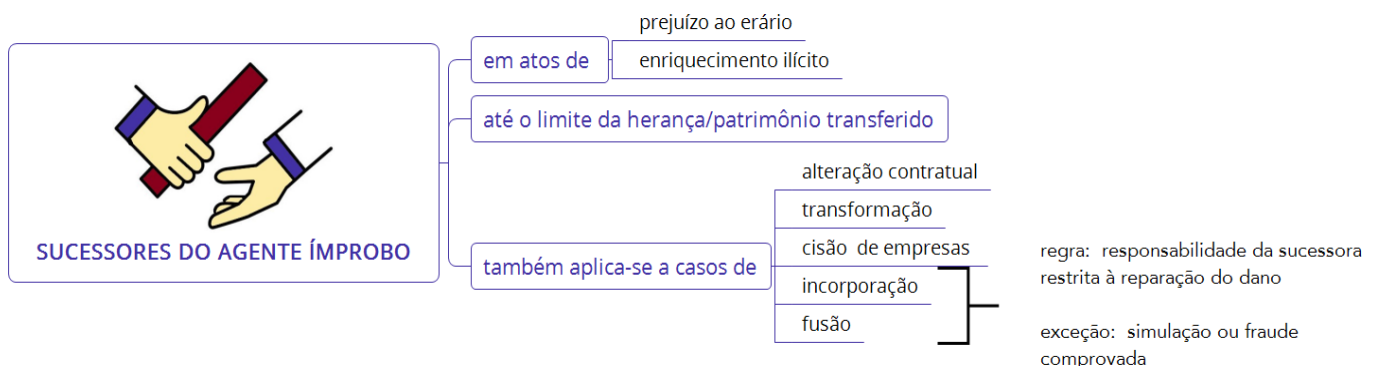 SUCESSORES DO AGENTE ÍMPROBO
em atos de
prejuízo ao erário
enriquecimento ilícito
até o limite da herança/patrimônio transferido
também aplica-se a casos de
alteração contratual
transformação
cisão de empresas
incorporação
fusão
regra: responsabilidade da sucessora
restrita à reparação do dano
exceção: simulação ou fraude
comprovada